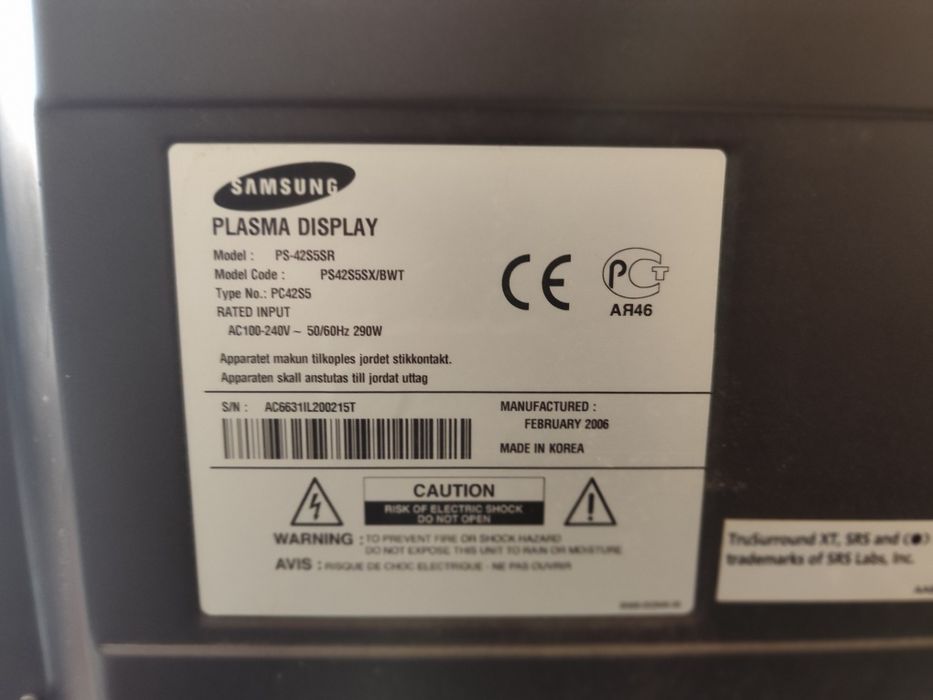 SAMSUNG
PLASMA DISPLAY
Model : PS-42S5SR
Model Code : PS42S5SX/BWT
Type No.: PC42S5
RATED INPUT
AC100-240V ~ 50/60Hz 290W
CE
PCT
АЯ46
Apparatet makun tilkoples jordet stikkontakt.
Apparaten skall anstutas till jordat uttag
S/N : AC6631IL200215T
MANUFACTURED :
FEBRUARY 2006
MADE IN KOREA
CAUTION
RISK OF ELECTRIC SHOCK
DO NOT OPEN
WARNING : TO PREVENT FIRE OR SHOCK HAZARD
DO NOT EXPOSE THIS UNIT TO RAIN OR MOISTURE
AVIS : RISQUE DE CHOC ELECTRIQUE - NE PAS OUVRIR
TruSurround XT, SRS and (●)
trademarks of SRS Labs, Inc.